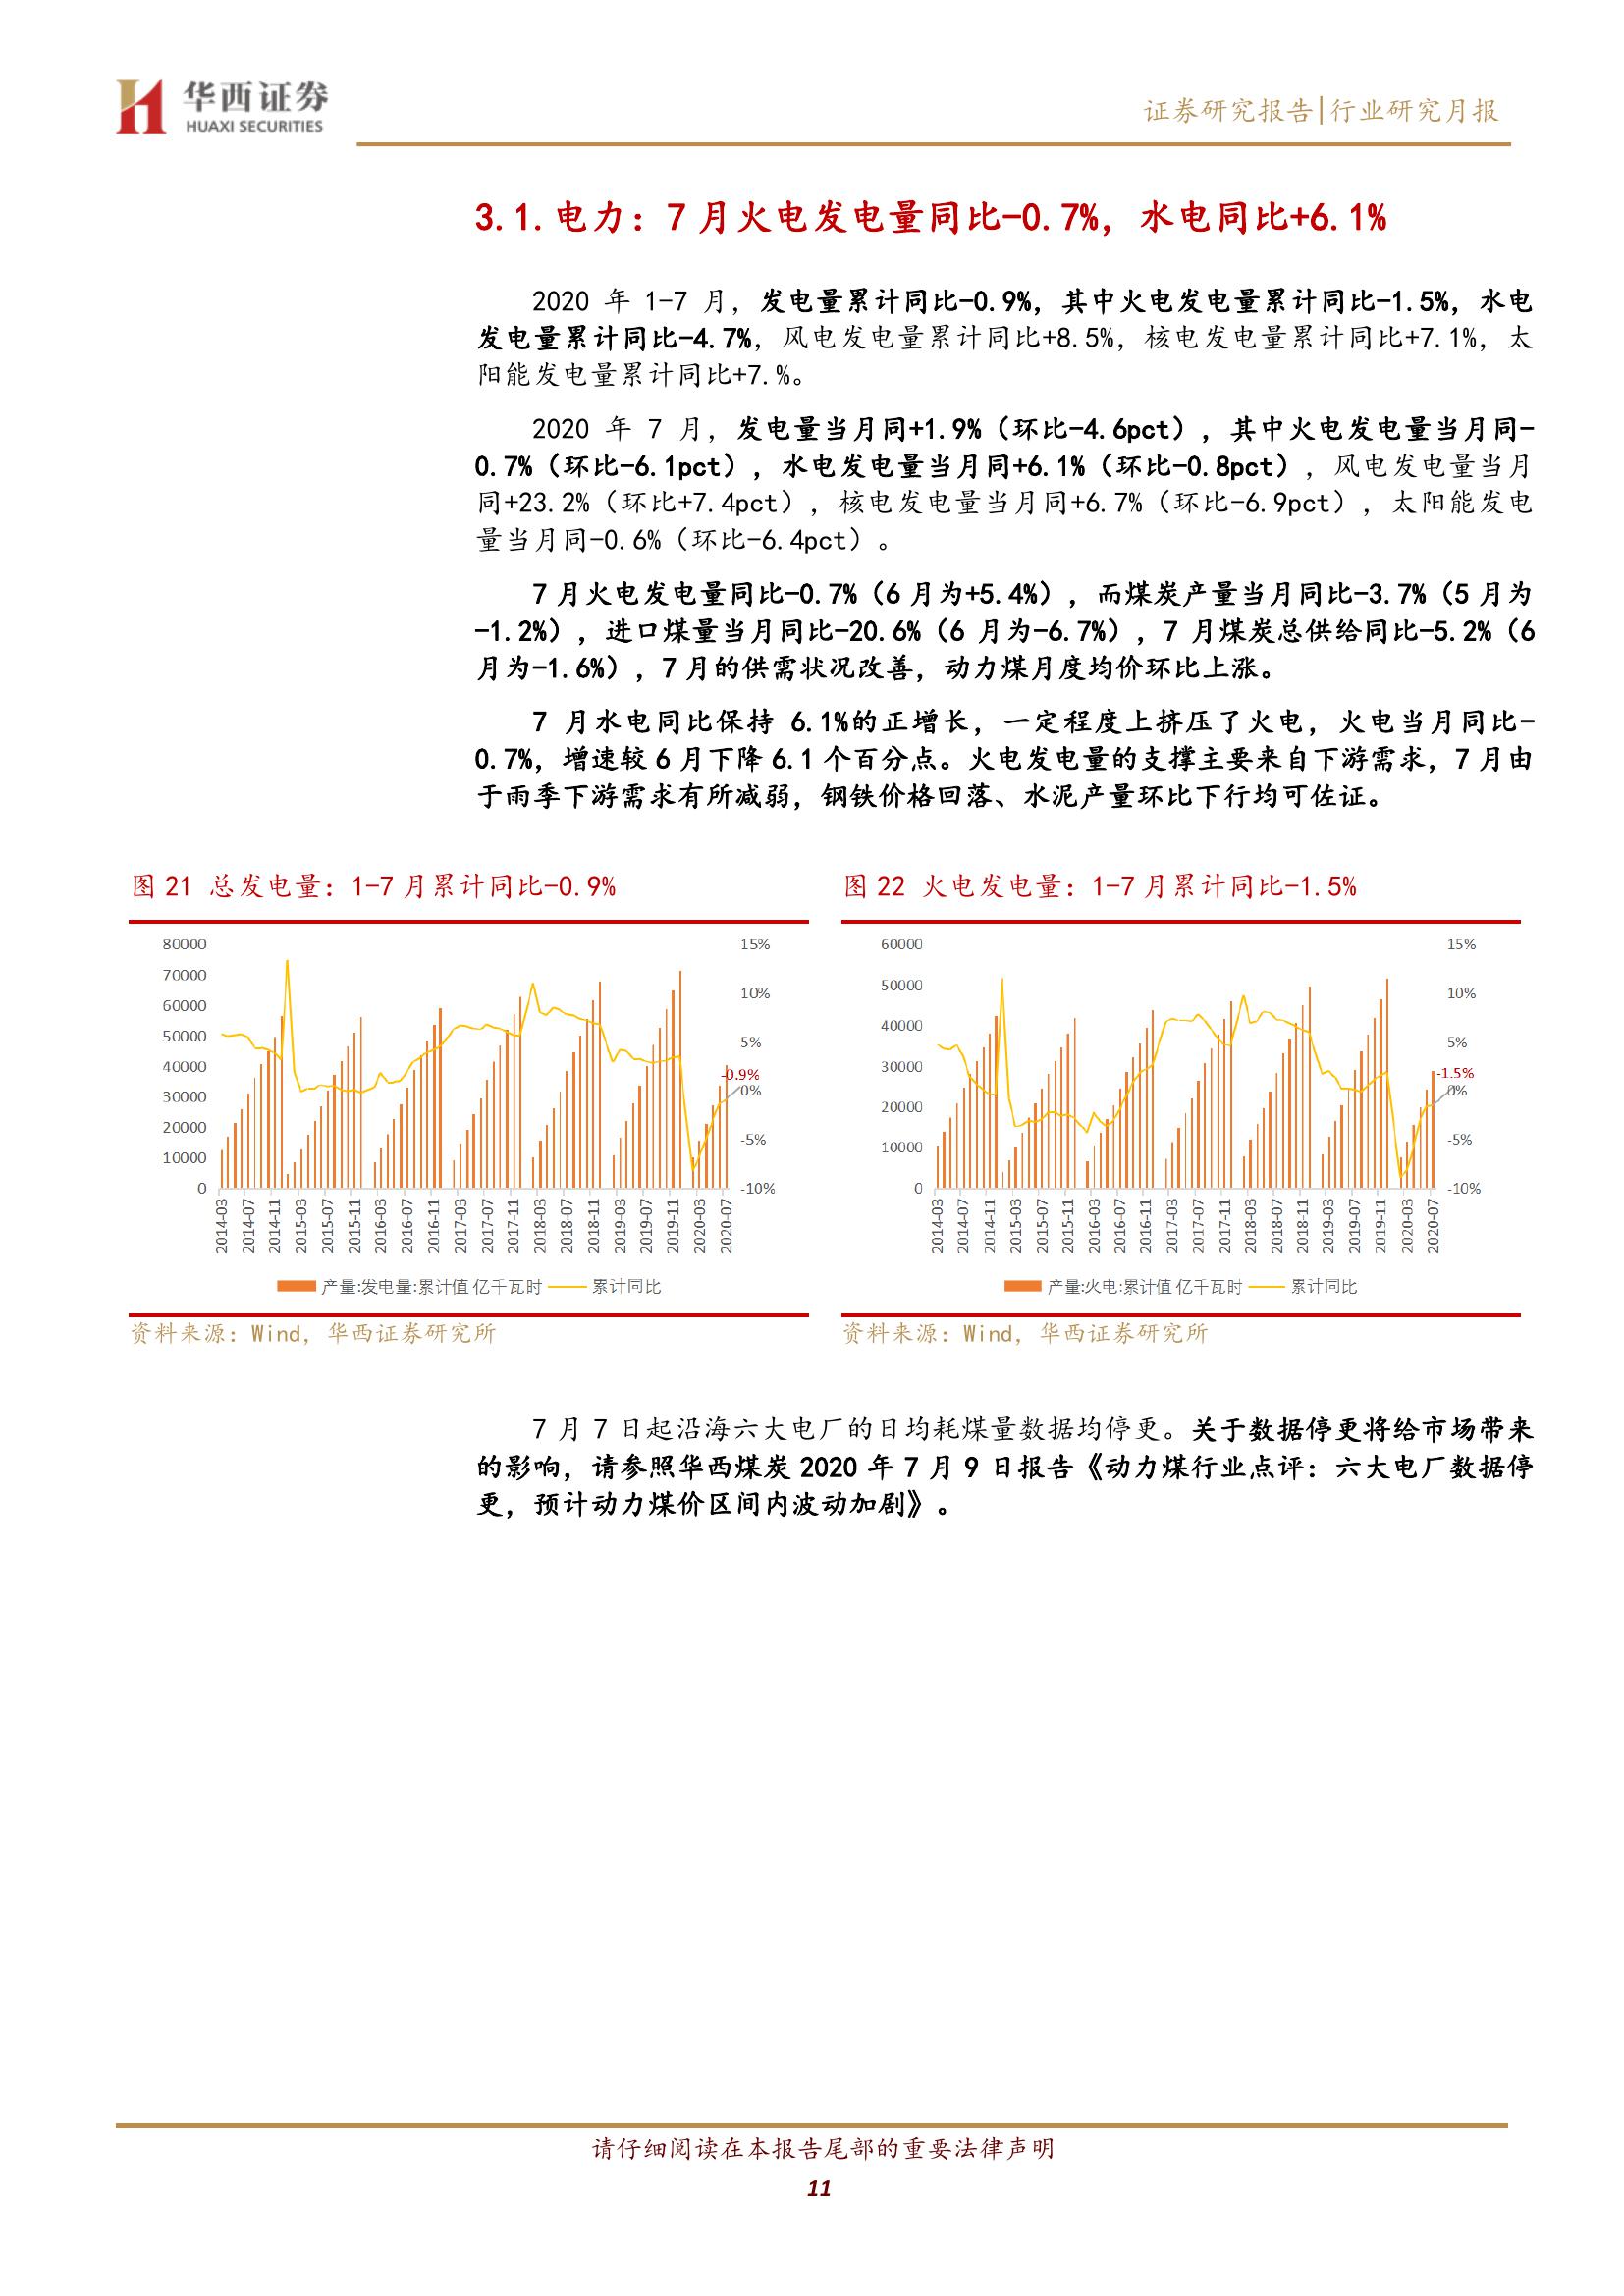 华西证券
HUAXI SECURITIES
证券研究报告|行业研究月报
3.1.电力：7 月火电发电量同比-0.7%，水电同比+6.1%
2020 年 1-7 月，发电量累计同比-0.9%，其中火电发电量累计同比-1.5%，水电
发电量累计同比-4.7%，风电发电量累计同比+8.5%，核电发电量累计同比+7.1%，太
阳能发电量累计同比+7.%。
2020 年 7 月，发电量当月同+1.9%（环比-4.6pct），其中火电发电量当月同-
0.7%（环比-6.1pct），水电发电量当月同+6.1%（环比-0.8pct），风电发电量当月
同+23.2%（环比+7.4pct），核电发电量当月同+6.7%（环比-6.9pct），太阳能发电
量当月同-0.6%（环比-6.4pct）。
7 月火电发电量同比-0.7%（6 月为+5.4%），而煤炭产量当月同比-3.7%（5 月为
-1.2%），进口煤量当月同比-20.6%（6 月为-6.7%），7 月煤炭总供给同比-5.2%（6
月为-1.6%），7 月的供需状况改善，动力煤月度均价环比上涨。
7 月水电同比保持 6.1%的正增长，一定程度上挤压了火电，火电当月同比-
0.7%，增速较 6 月下降 6.1 个百分点。火电发电量的支撑主要来自下游需求，7 月由
于雨季下游需求有所减弱，钢铁价格回落、水泥产量环比下行均可佐证。
图 21 总发电量：1-7 月累计同比-0.9%
80000
70000
60000
50000
40000
30000
20000
10000
0
15%
10%
5%
0%
-5%
-10%
-0.9%
2014-03
2014-07
2014-11
2015-03
2015-07
2015-11
2016-03
2016-07
2016-11
2017-03
2017-07
2017-11
2018-03
2018-07
2018-11
2019-03
2019-07
2019-11
2020-03
2020-07
产量:发电量:累计值 亿千瓦时 累计同比
资料来源：Wind，华西证券研究所
图 22 火电发电量：1-7 月累计同比-1.5%
60000
50000
40000
30000
20000
10000
0
15%
10%
5%
0%
-5%
-10%
-1.5%
2014-03
2014-07
2014-11
2015-03
2015-07
2015-11
2016-03
2016-07
2016-11
2017-03
2017-07
2017-11
2018-03
2018-07
2018-11
2019-03
2019-07
2019-11
2020-03
2020-07
产量:火电:累计值 亿千瓦时 累计同比
资料来源：Wind，华西证券研究所
7 月 7 日起沿海六大电厂的日均耗煤量数据均停更。关于数据停更将给市场带来
的影响，请参照华西煤炭 2020 年 7 月 9 日报告《动力煤行业点评：六大电厂数据停
更，预计动力煤价区间内波动加剧》。
请仔细阅读在本报告尾部的重要法律声明
11